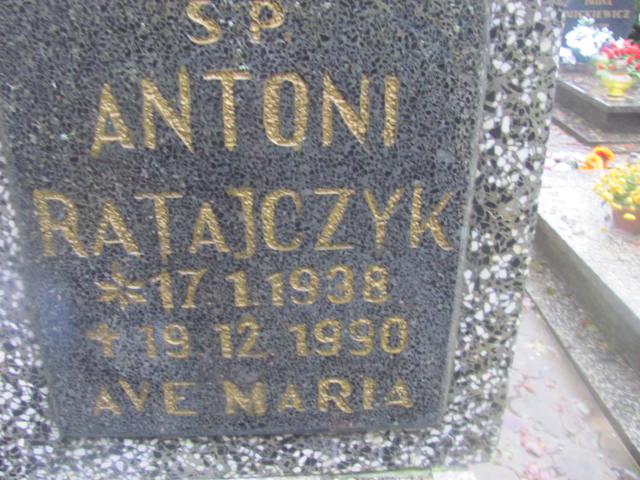 S.P.
ANTONI
RATAJCZYK
* 17 1.1938
✝ 19 12 1990
AVE MARIA